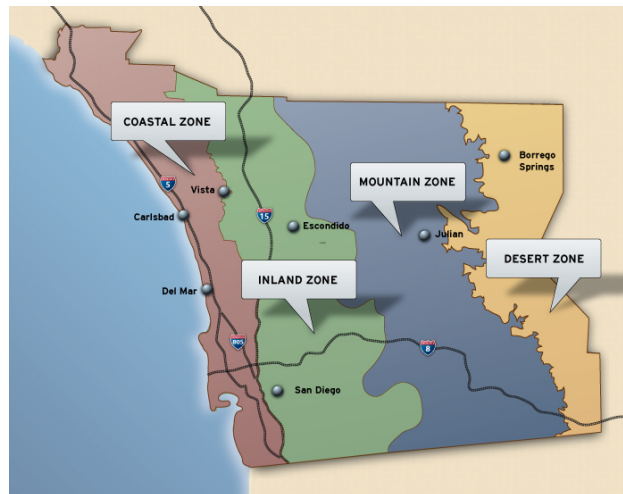 COASTAL ZONE
5
Vista
Carlsbad
15
Escondido
MOUNTAIN ZONE
Borrego
Springs
Julian
DESERT ZONE
INLAND ZONE
Del Mar
805
8
San Diego